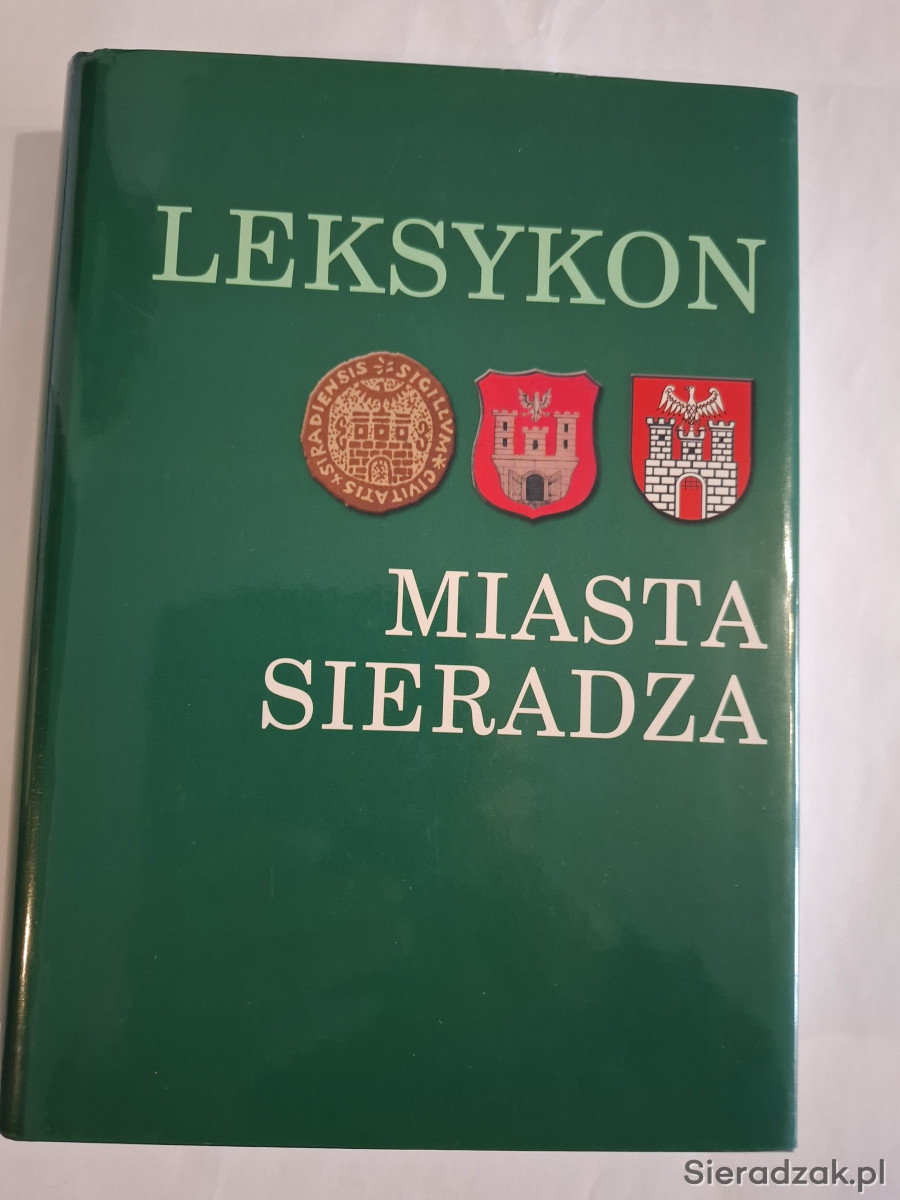 LEKSYKON
SIGILLVM * CIVITATIS * SIRADIENSIS
MIASTA
SIERADZA
Sieradzak.pl